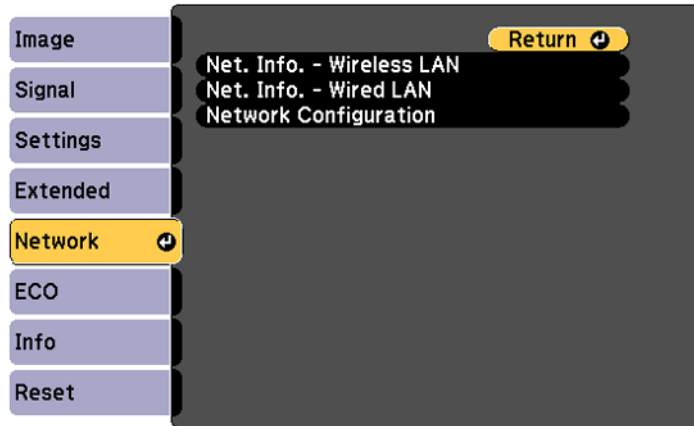 Image
Signal
Settings
Extended
Network
ECO
Info
Reset
Return
Net. Info. - Wireless LAN
Net. Info. - Wired LAN
Network Configuration